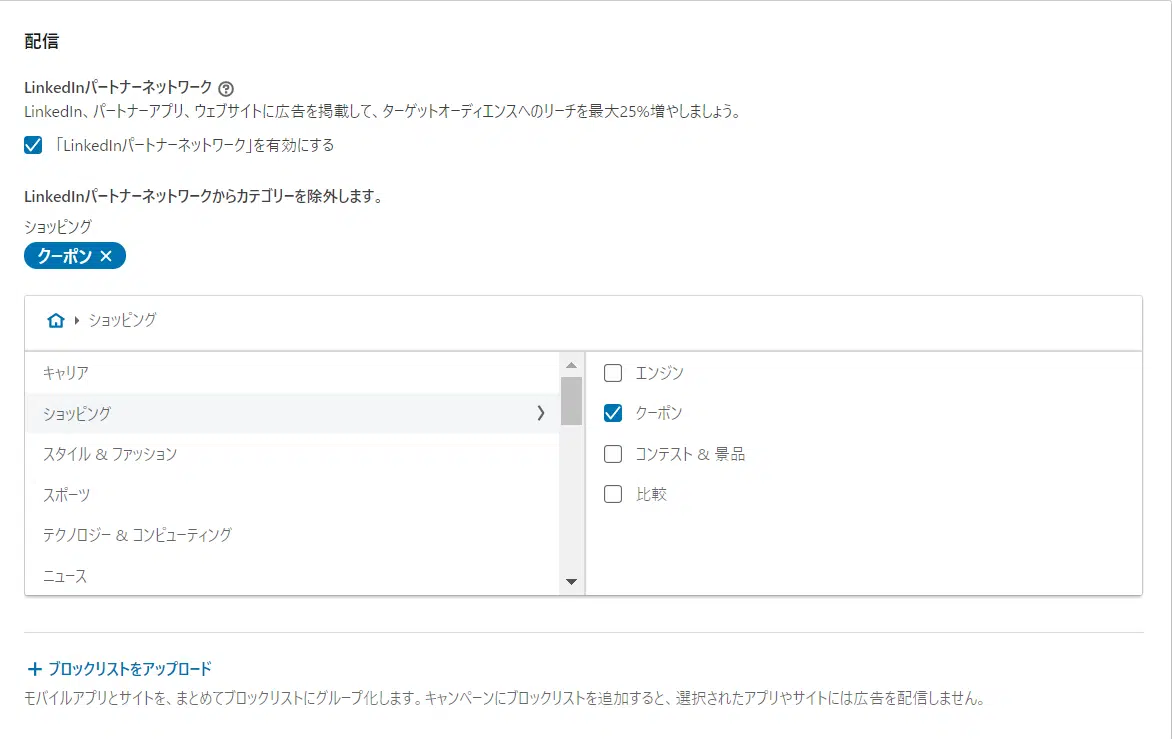 配信
LinkedInパートナーネットワーク
LinkedIn、パートナーアプリ、ウェブサイトに広告を掲載して、ターゲットオーディエンスへのリーチを最大25%増やしましょう。
「LinkedInパートナーネットワーク」を有効にする
LinkedInパートナーネットワークからカテゴリーを除外します。
ショッピング
クーポン
ショッピング
キャリア
ショッピング
スタイル & ファッション
スポーツ
テクノロジー & コンピューティング
ニュース
エンジン
クーポン
コンテスト & 景品
比較
ブロックリストをアップロード
モバイルアプリとサイトを、まとめてブロックリストにグループ化します。キャンペーンにブロックリストを追加すると、選択されたアプリやサイトには広告を配信しません。